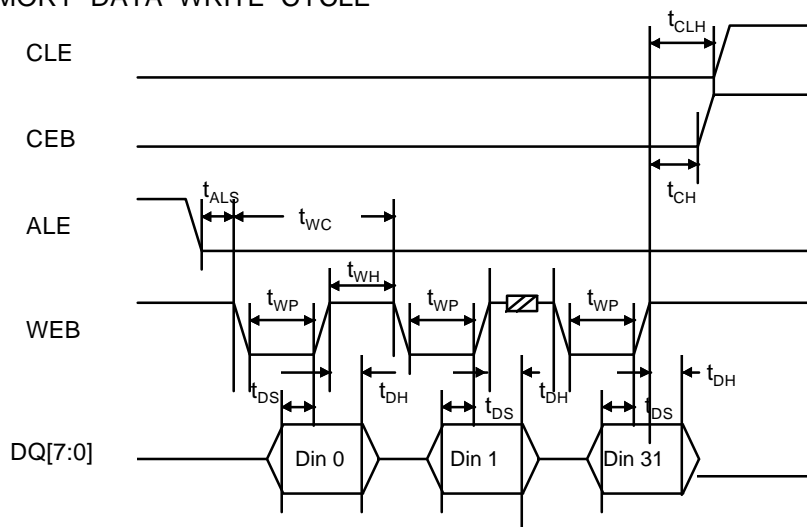 MEMORY DATA WRITE CYCLE
tCLH
CLE
CEB
tCH
tALS
tWC
ALE
tWH
tWP
tWP
tWP
WEB
tDS
tDH
tDS
tDH
tDS
tDH
DQ[7:0]
Din 0
Din 1
Din 31